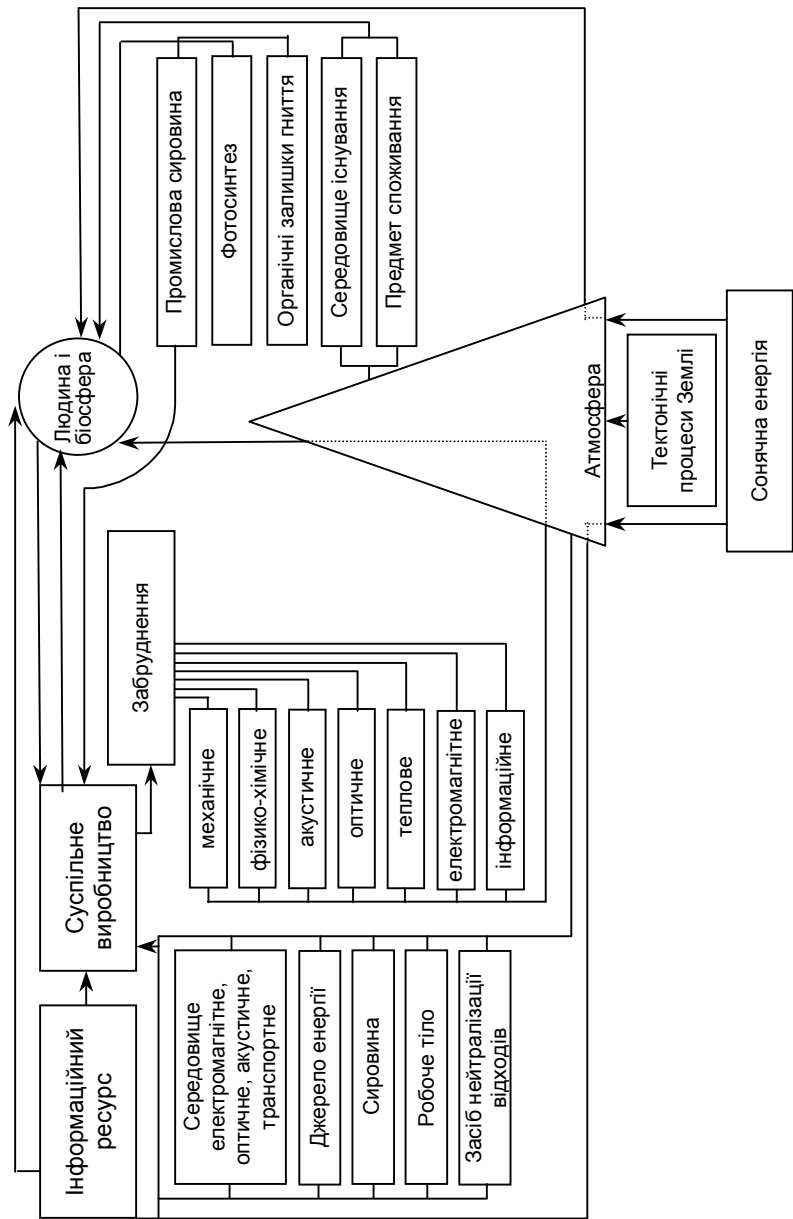 Інформаційний
ресурс
Суспільне
виробництво
Людина і
біосфера
Забруднення
механічне
фізико-хімічне
акустичне
оптичне
теплове
електромагнітне
інформаційне
Середовище
електромагнітне,
оптичне, акустичне,
транспортне
Джерело енергії
Сировина
Робоче тіло
Засіб нейтралізації
відходів
Промислова сировина
Фотосинтез
Органічні залишки гниття
Середовище існування
Предмет споживання
Атмосфера
Тектонічні
процеси Землі
Сонячна енергія